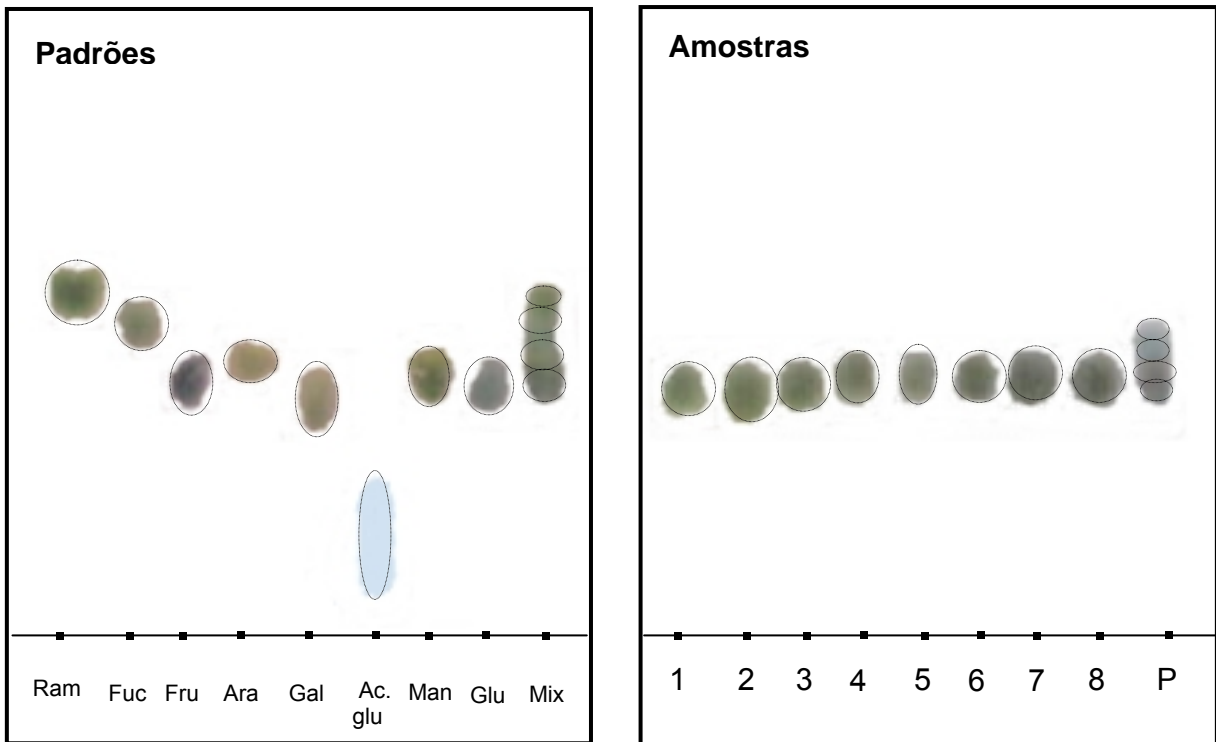 Padrões
Ram Fuc Fru Ara Gal Ac. glu Man Glu Mix
Amostras
1 2 3 4 5 6 7 8 P